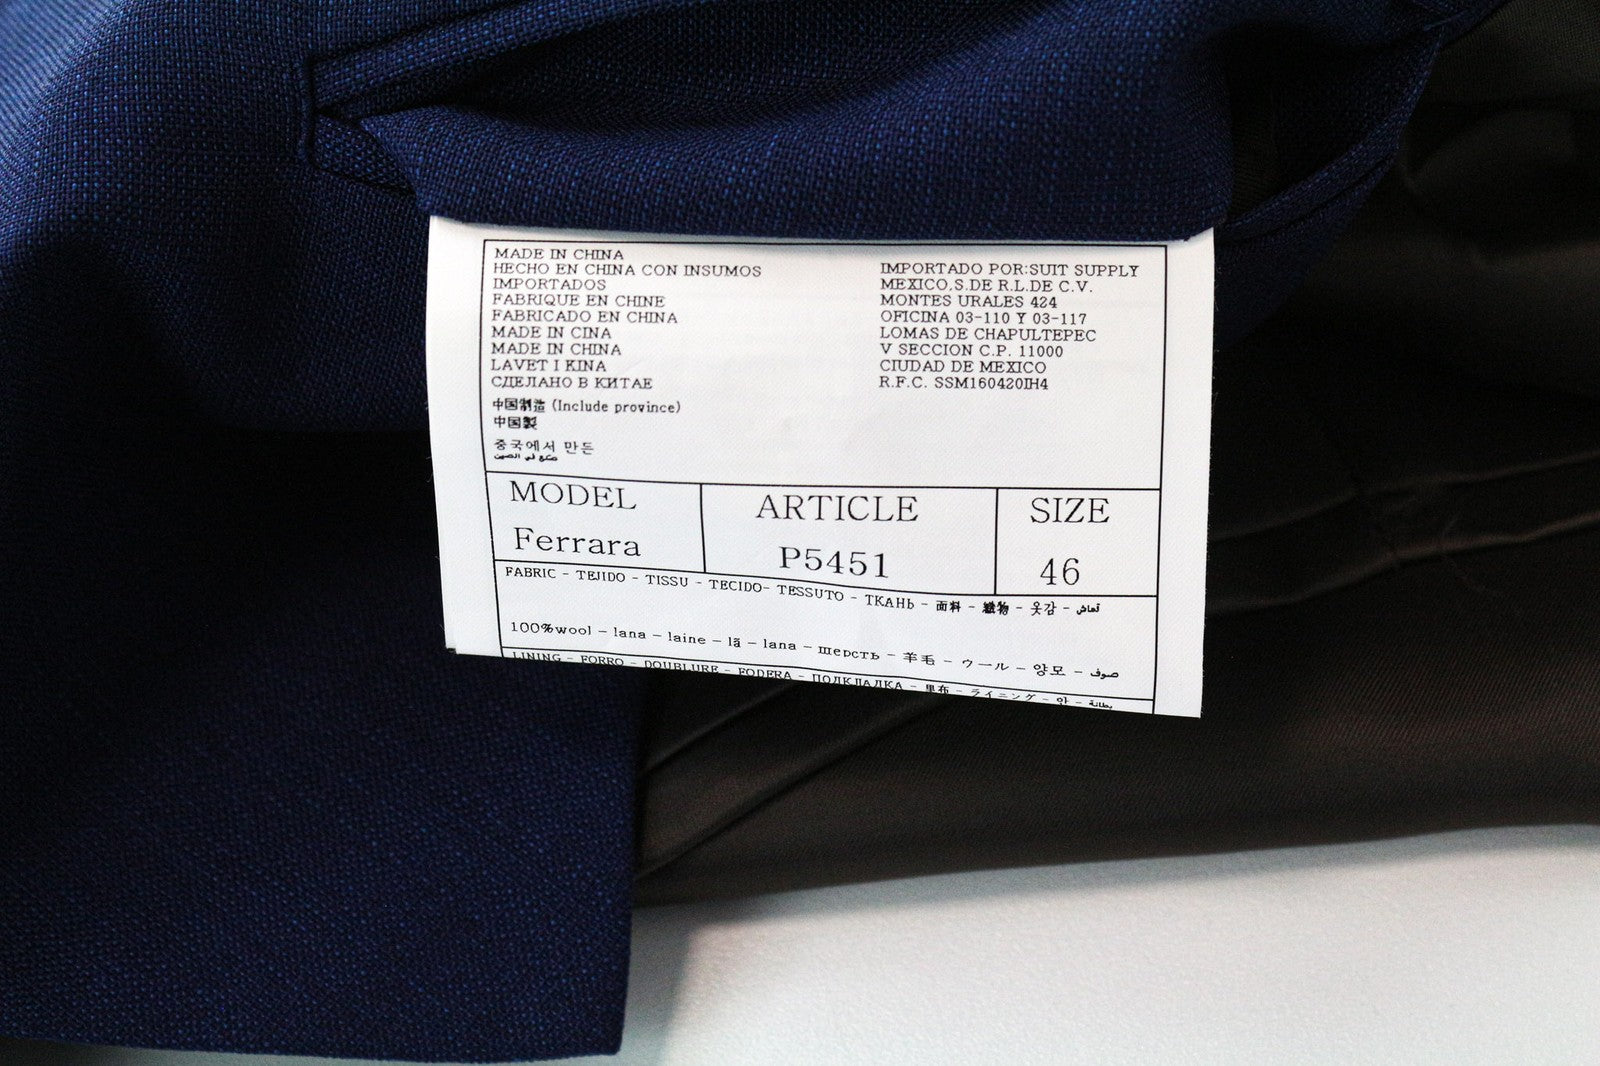 MADE IN CHINA
HECHO EN CHINA CON INSUMOS
IMPORTADOS
FABRIQUE EN CHINE
FABRICADO EN CHINA
MADE IN CINA
MADE IN CHINA
LAVET I KINA
СДЕЛАНО В КИТАЕ
中国制造 (Include province)
中国製
중국에서 만든
صنع في الصين
IMPORTADO POR:SUIT SUPPLY
MEXICO,S.DE R.L.DE C.V.
MONTES URALES 424
OFICINA 03-110 Y 03-117
LOMAS DE CHAPULTEPEC
V SECCION C.P. 11000
CIUDAD DE MEXICO
R.F.C. SSM160420IH4
MODEL
Ferrara
ARTICLE
P5451
SIZE
46
FABRIC - TEJIDO - TISSU - TECIDO- TESSUTO - ТКАНЬ - 面料 - 織物 - 옷감 - قماش
100%wool - lana - laine - lã - lana - шерсть - 羊毛 - ウール - 양모 - صوف
LINING - FORRO - DOUBLURE - FODERA - ПОДКЛАДКА - 里布 - ライニング - 안 - بطانة